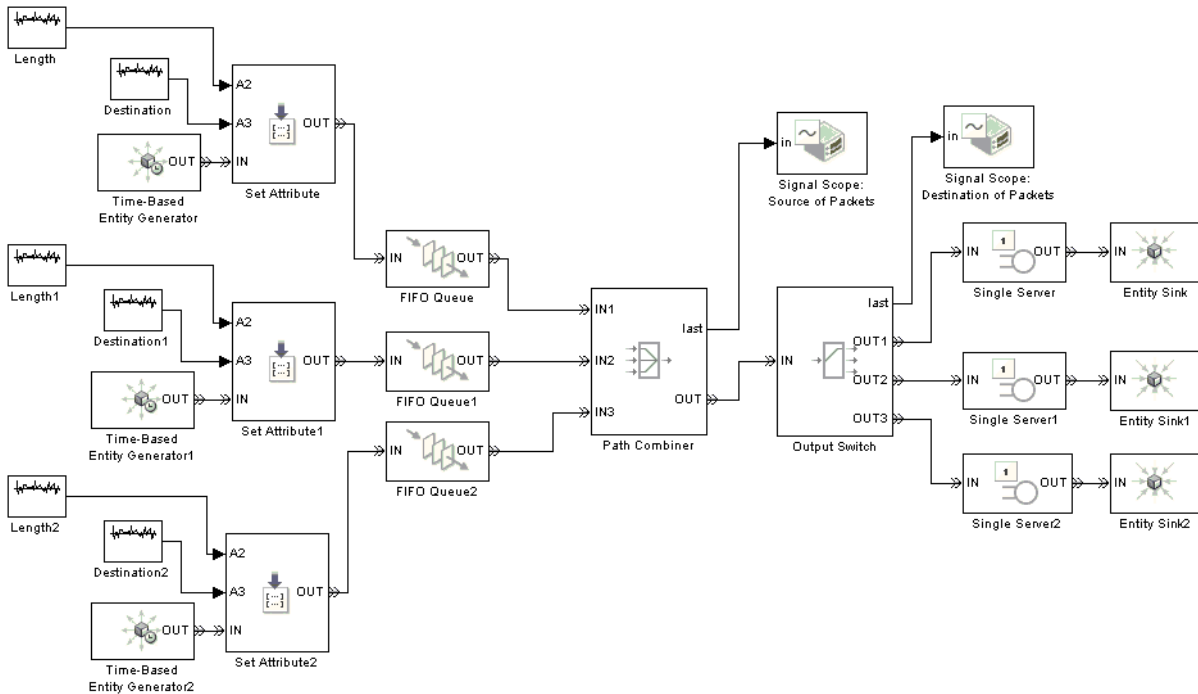 Length
Destination
Time-Based
Entity Generator
OUT
A2
A3
IN
OUT
Set Attribute
Length1
Destination1
Time-Based
Entity Generator1
OUT
A2
A3
IN
OUT
Set Attribute1
Length2
Destination2
Time-Based
Entity Generator2
OUT
A2
A3
IN
OUT
Set Attribute2
IN
OUT
FIFO Queue
IN
OUT
FIFO Queue1
IN
OUT
FIFO Queue2
IN1
IN2
IN3
last
OUT
Path Combiner
in
Signal Scope:
Source of Packets
in
Signal Scope:
Destination of Packets
IN
last
OUT1
OUT2
OUT3
Output Switch
IN
1
OUT
Single Server
IN
Entity Sink
IN
1
OUT
Single Server1
IN
Entity Sink1
IN
1
OUT
Single Server2
IN
Entity Sink2